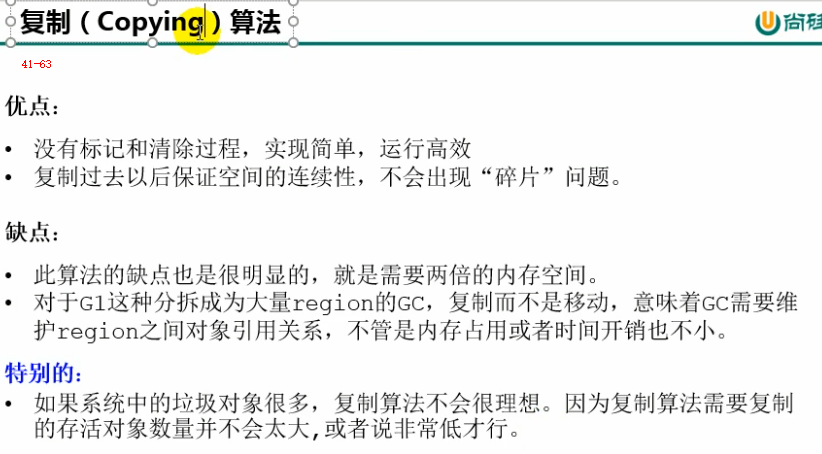 复制（Copying）算法
尚硅
41-63
优点：
• 没有标记和清除过程，实现简单，运行高效
• 复制过去以后保证空间的连续性，不会出现“碎片”问题。
缺点：
• 此算法的缺点也是很明显的，就是需要两倍的内存空间。
• 对于G1这种分拆成为大量region的GC，复制而不是移动，意味着GC需要维
护region之间对象引用关系，不管是内存占用或者时间开销也不小。
特别的：
• 如果系统中的垃圾对象很多，复制算法不会很理想。因为复制算法需要复制
的存活对象数量并不会太大,或者说非常低才行。